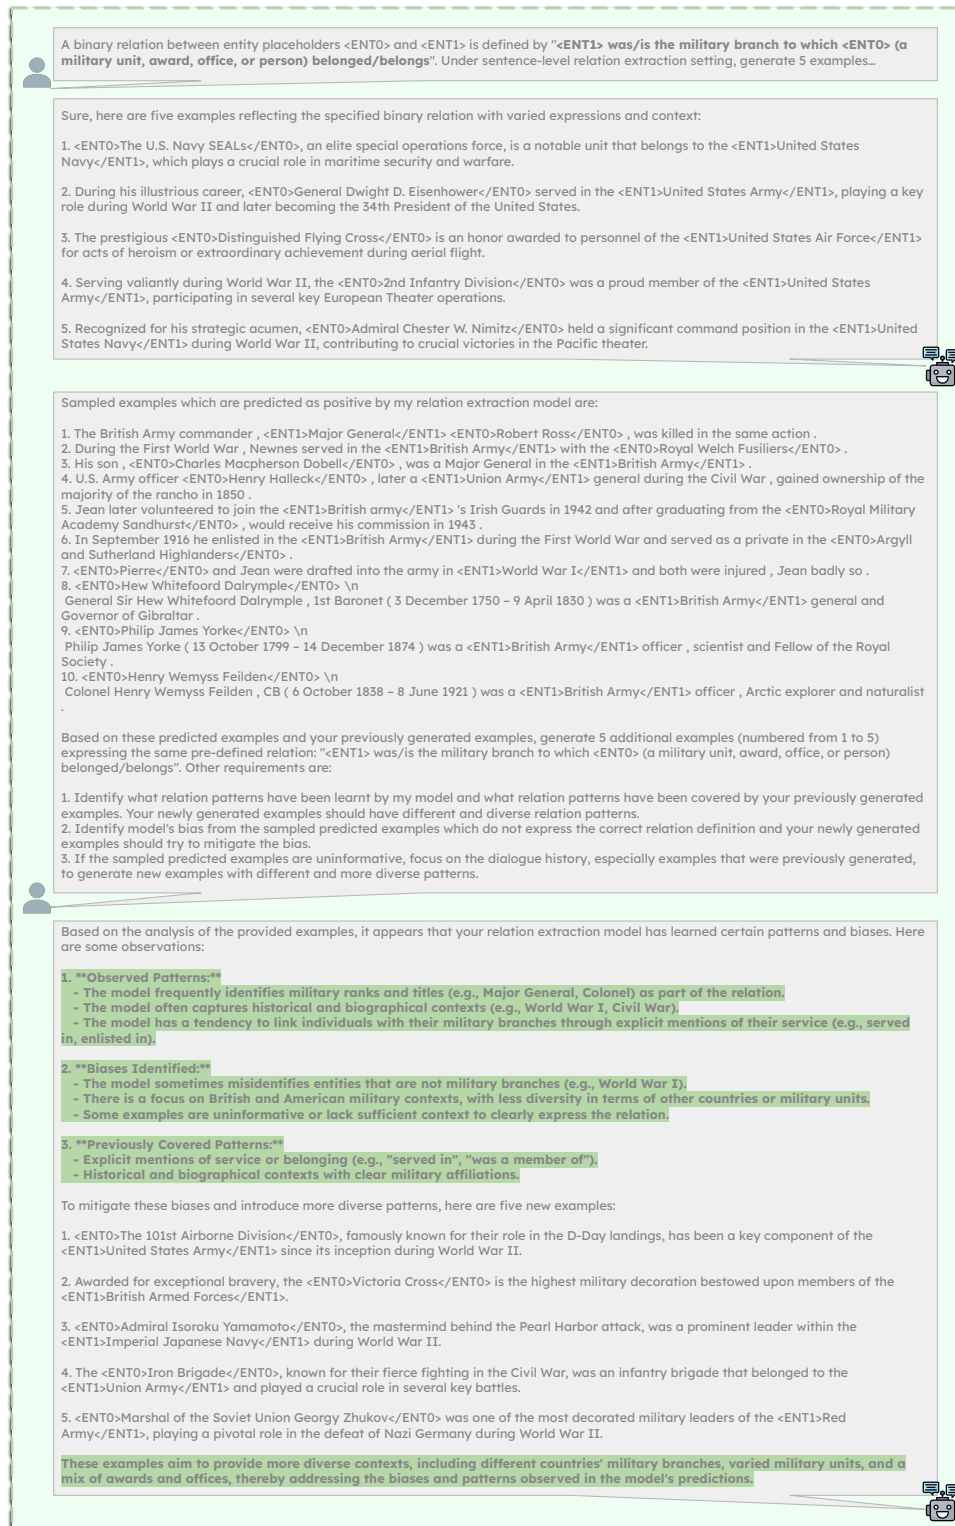 A binary relation between entity placeholders <ENT0> and <ENT1> is defined by "<ENT1> was/is the military branch to which <ENT0> (a
military unit, award, office, or person) belonged/belongs". Under sentence-level relation extraction setting, generate 5 examples…
Sure, here are five examples reflecting the specified binary relation with varied expressions and context:
1. <ENT0>The U.S. Navy SEALs</ENT0>, an elite special operations force, is a notable unit that belongs to the <ENT1>United States
Navy</ENT1>, which plays a crucial role in maritime security and warfare.
2. During his illustrious career, <ENT0>General Dwight D. Eisenhower</ENT0> served in the <ENT1>United States Army</ENT1>, playing a key
role during World War II and later becoming the 34th President of the United States.
3. The prestigious <ENT0>Distinguished Flying Cross</ENT0> is an honor awarded to personnel of the <ENT1>United States Air Force</ENT1>
for acts of heroism or extraordinary achievement during aerial flight.
4. Serving valiantly during World War II, the <ENT0>2nd Infantry Division</ENT0> was a proud member of the <ENT1>United States
Army</ENT1>, participating in several key European Theater operations.
5. Recognized for his strategic acumen, <ENT0>Admiral Chester W. Nimitz</ENT0> held a significant command position in the <ENT1>United
States Navy</ENT1> during World War II, contributing to crucial victories in the Pacific theater.
Sampled examples which are predicted as positive by my relation extraction model are:
1. The British Army commander , <ENT1>Major General</ENT1> <ENT0>Robert Ross</ENT0> , was killed in the same action .
2. During the First World War , Newnes served in the <ENT1>British Army</ENT1> with the <ENT0>Royal Welch Fusiliers</ENT0> .
3. His son , <ENT0>Charles Macpherson Dobell</ENT0> , was a Major General in the <ENT1>British Army</ENT1> .
4. U.S. Army officer <ENT0>Henry Halleck</ENT0> , later a <ENT1>Union Army</ENT1> general during the Civil War , gained ownership of the
majority of the rancho in 1850 .
5. Jean later volunteered to join the <ENT1>British army</ENT1> 's Irish Guards in 1942 and after graduating from the <ENT0>Royal Military
Academy Sandhurst</ENT0> , would receive his commission in 1943 .
6. In September 1916 he enlisted in the <ENT1>British Army</ENT1> during the First World War and served as a private in the <ENT0>Argyll
and Sutherland Highlanders</ENT0> .
7. <ENT0>Pierre</ENT0> and Jean were drafted into the army in <ENT1>World War I</ENT1> and both were injured , Jean badly so .
8. <ENT0>Hew Whitefoord Dalrymple</ENT0> \n
General Sir Hew Whitefoord Dalrymple , 1st Baronet ( 3 December 1750 – 9 April 1830 ) was a <ENT1>British Army</ENT1> general and
Governor of Gibraltar .
9. <ENT0>Philip James Yorke</ENT0> \n
Philip James Yorke ( 13 October 1799 – 14 December 1874 ) was a <ENT1>British Army</ENT1> officer , scientist and Fellow of the Royal
Society .
10. <ENT0>Henry Wemyss Feilden</ENT0> \n
Colonel Henry Wemyss Feilden , CB ( 6 October 1838 – 8 June 1921 ) was a <ENT1>British Army</ENT1> officer , Arctic explorer and naturalist
.
Based on these predicted examples and your previously generated examples, generate 5 additional examples (numbered from 1 to 5)
expressing the same pre-defined relation: "<ENT1> was/is the military branch to which <ENT0> (a military unit, award, office, or person)
belonged/belongs". Other requirements are:
1. Identify what relation patterns have been learnt by my model and what relation patterns have been covered by your previously generated
examples. Your newly generated examples should have different and diverse relation patterns.
2. Identify model's bias from the sampled predicted examples which do not express the correct relation definition and your newly generated
examples should try to mitigate the bias.
3. If the sampled predicted examples are uninformative, focus on the dialogue history, especially examples that were previously generated,
to generate new examples with different and more diverse patterns.
Based on the analysis of the provided examples, it appears that your relation extraction model has learned certain patterns and biases. Here
are some observations:
1. **Observed Patterns:**
- The model frequently identifies military ranks and titles (e.g., Major General, Colonel) as part of the relation.
- The model often captures historical and biographical contexts (e.g., World War I, Civil War).
- The model has a tendency to link individuals with their military branches through explicit mentions of their service (e.g., served
in, enlisted in).
2. **Biases Identified:**
- The model sometimes misidentifies entities that are not military branches (e.g., World War I).
- There is a focus on British and American military contexts, with less diversity in terms of other countries or military units.
- Some examples are uninformative or lack sufficient context to clearly express the relation.
3. **Previously Covered Patterns:**
- Explicit mentions of service or belonging (e.g., "served in", "was a member of").
- Historical and biographical contexts with clear military affiliations.
To mitigate these biases and introduce more diverse patterns, here are five new examples:
1. <ENT0>The 101st Airborne Division</ENT0>, famously known for their role in the D-Day landings, has been a key component of the
<ENT1>United States Army</ENT1> since its inception during World War II.
2. Awarded for exceptional bravery, the <ENT0>Victoria Cross</ENT0> is the highest military decoration bestowed upon members of the
<ENT1>British Armed Forces</ENT1>.
3. <ENT0>Admiral Isoroku Yamamoto</ENT0>, the mastermind behind the Pearl Harbor attack, was a prominent leader within the
<ENT1>Imperial Japanese Navy</ENT1> during World War II.
4. The <ENT0>Iron Brigade</ENT0>, known for their fierce fighting in the Civil War, was an infantry brigade that belonged to the
<ENT1>Union Army</ENT1> and played a crucial role in several key battles.
5. <ENT0>Marshal of the Soviet Union Georgy Zhukov</ENT0> was one of the most decorated military leaders of the <ENT1>Red
Army</ENT1>, playing a pivotal role in the defeat of Nazi Germany during World War II.
These examples aim to provide more diverse contexts, including different countries' military branches, varied military units, and a
mix of awards and offices, thereby addressing the biases and patterns observed in the model's predictions.